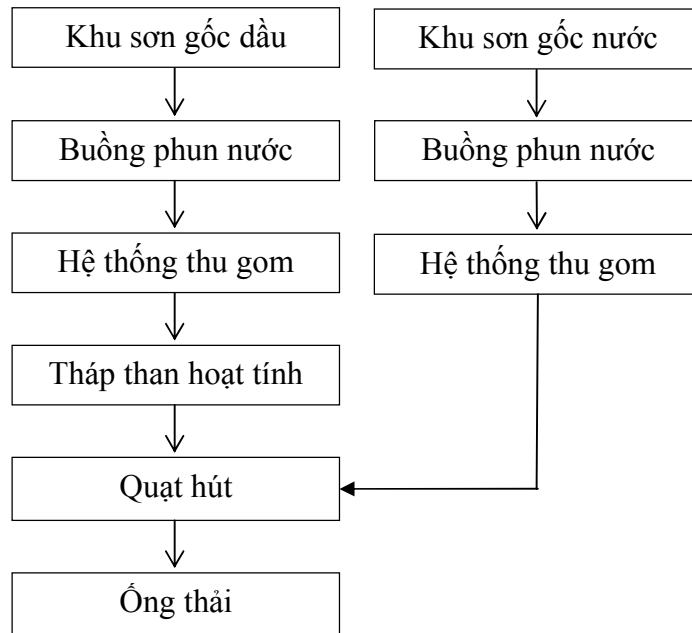 Khu sơn gốc dầu
Buồng phun nước
Hệ thống thu gom
Tháp than hoạt tính
Quạt hút
Ống thải
Khu sơn gốc nước
Buồng phun nước
Hệ thống thu gom